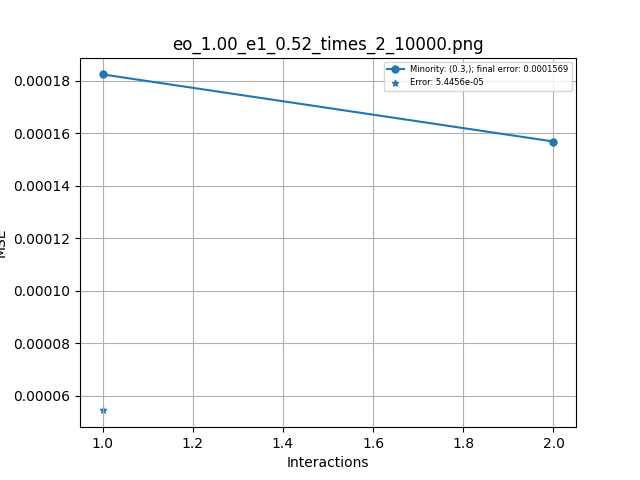 eo_1.00_e1_0.52_times_2_10000.png
Minority: (0.3,); final error: 0.0001569
Error: 5.4456e-05
0.00018
0.00016
0.00014
0.00012
0.00010
0.00008
0.00006
MSE
1.0 1.2 1.4 1.6 1.8 2.0
Interactions